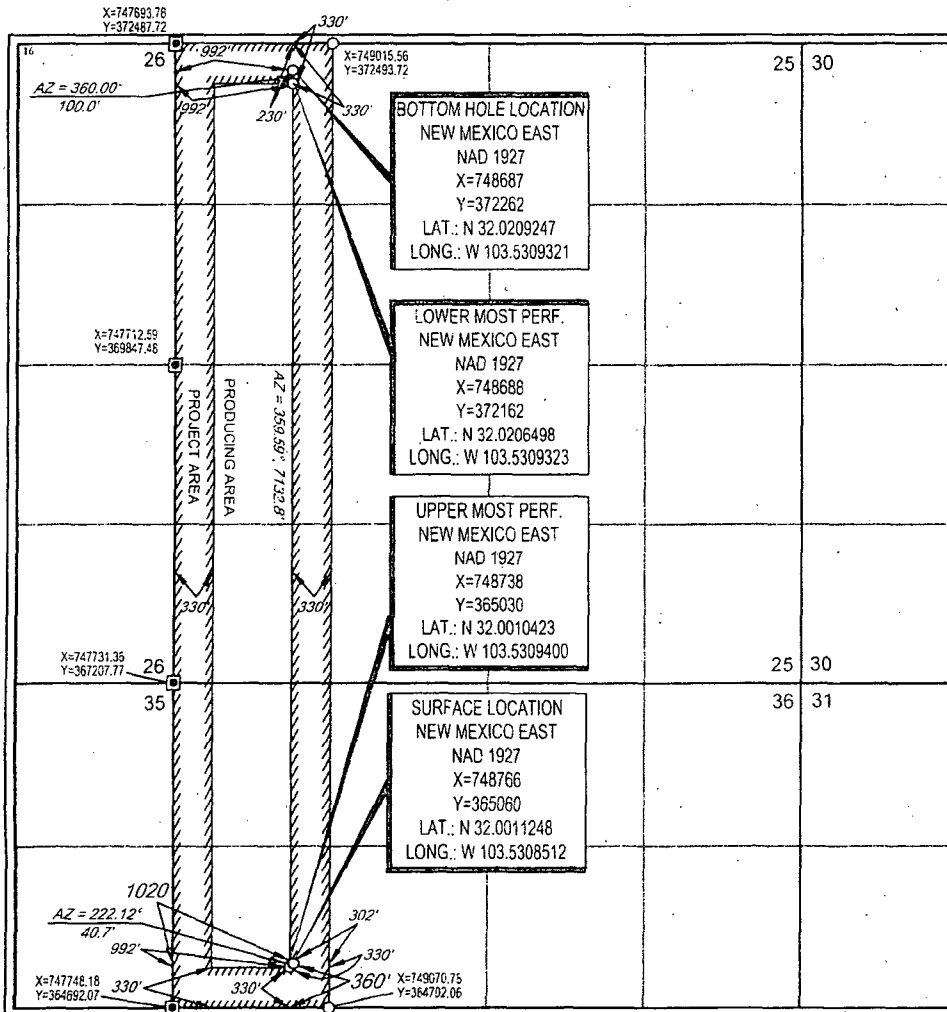 X=747693.78
Y=372487.72
330'
16
26
992'
X=749015.56
Y=372493.72
25 30
AZ = 360.00°
100.0'
992'
230'
330'
BOTTOM HOLE LOCATION
NEW MEXICO EAST
NAD 1927
X=748687
Y=372262
LAT.: N 32.0209247
LONG.: W 103.5309321
LOWER MOST PERF.
NEW MEXICO EAST
NAD 1927
X=748688
Y=372162
LAT.: N 32.0206498
LONG.: W 103.5309323
X=747712.59
Y=369847.48
PROJECT AREA
PRODUCING AREA
AZ = 359.59°, 7132.8'
UPPER MOST PERF.
NEW MEXICO EAST
NAD 1927
X=748738
Y=365030
LAT.: N 32.0010423
LONG.: W 103.5309400
330'
330'
X=747731.36
Y=367207.77
26
35
25 30
36 31
SURFACE LOCATION
NEW MEXICO EAST
NAD 1927
X=748766
Y=365060
LAT.: N 32.0011248
LONG.: W 103.5308512
1020'
AZ = 222.12°
40.7'
992'
302'
330'
X=747748.18
Y=364692.07
330'
330'
360'
X=749070.75
Y=364702.06